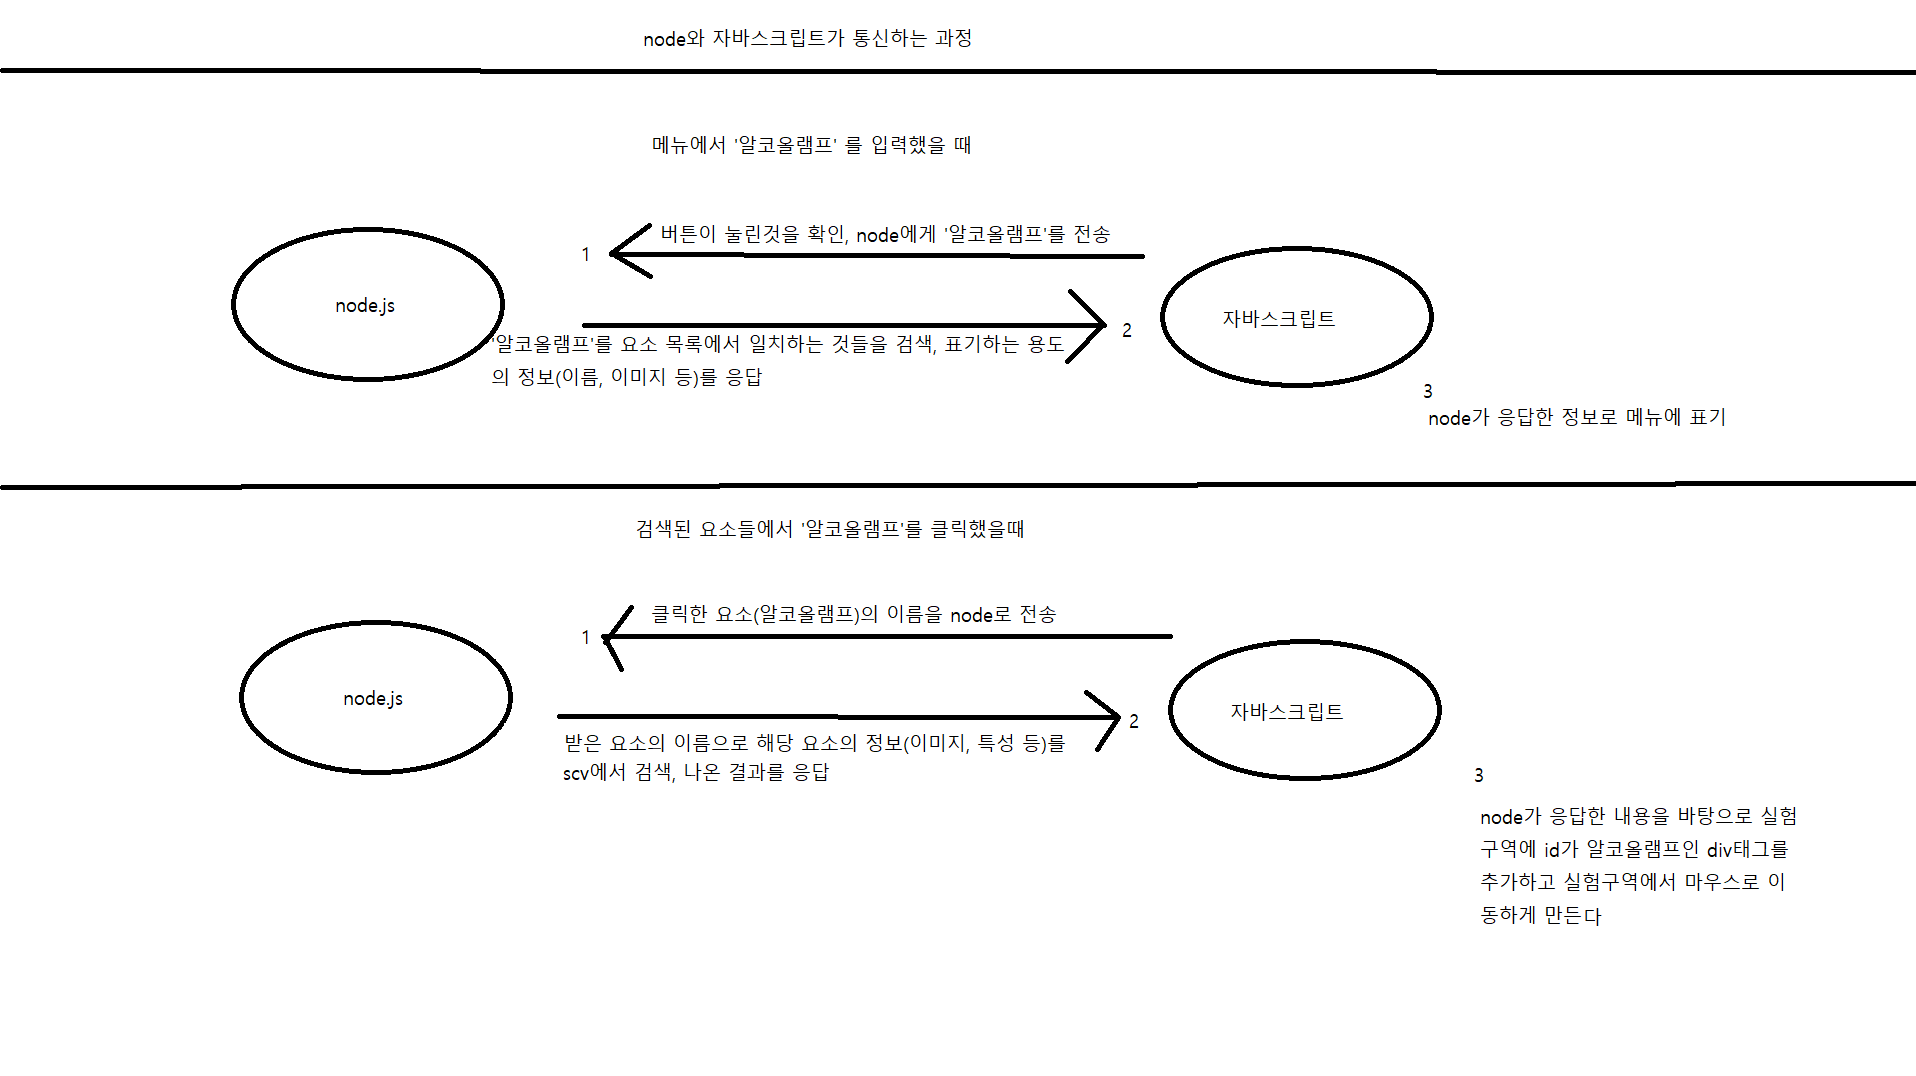 node와 자바스크립트가 통신하는 과정
메뉴에서 '알코올램프' 를 입력했을 때
버튼이 눌린것을 확인, node에게 '알코올램프'를 전송
1
node.js
자바스크립트
2
'알코올램프'를 요소 목록에서 일치하는 것들을 검색, 표기하는 용도
의 정보(이름, 이미지 등)를 응답
3
node가 응답한 정보로 메뉴에 표기
검색된 요소들에서 '알코올램프'를 클릭했을때
클릭한 요소(알코올램프)의 이름을 node로 전송
1
node.js
자바스크립트
2
받은 요소의 이름으로 해당 요소의 정보(이미지, 특성 등)를
scv에서 검색, 나온 결과를 응답
3
node가 응답한 내용을 바탕으로 실험
구역에 id가 알코올램프인 div태그를
추가하고 실험구역에서 마우스로 이
동하게 만든다